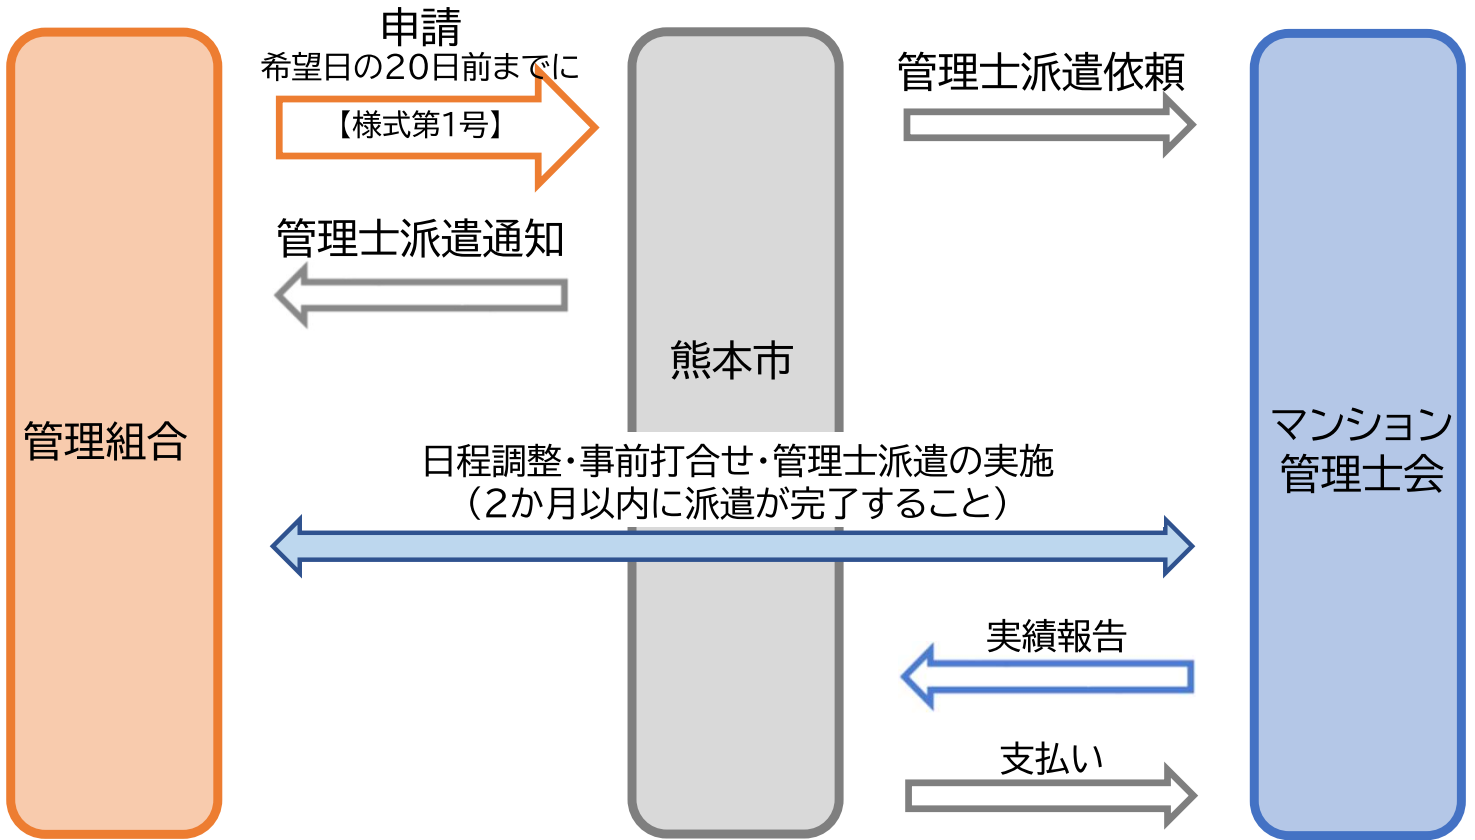 申請
希望日の20日前までに
【様式第1号】
管理士派遣依頼
管理士派遣通知
熊本市
管理組合
マンション
管理士会
日程調整・事前打合せ・管理士派遣の実施
（2か月以内に派遣が完了すること）
実績報告
支払い